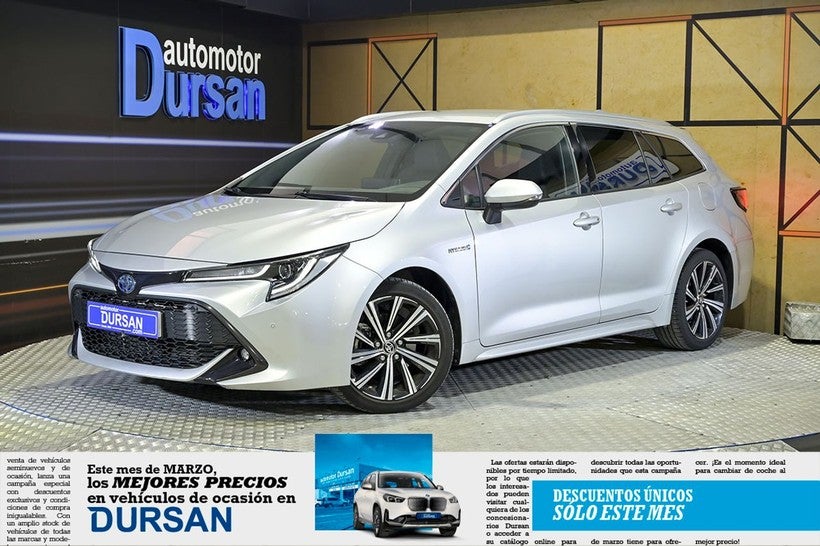 automotor
Dursan
HYBRID
automotor
DURSAN
.com
venta de vehículos
seminuevos y de
ocasión, lanza una
campaña especial
con descuentos
exclusivos y condi-
ciones de compra
inigualables. Con
un amplio stock de
vehículos de todas
las marcas y mode-
Este mes de MARZO,
los MEJORES PRECIOS
en vehículos de ocasión en
DURSAN
automotor Dursan
Las ofertas estarán dispo-
nibles por tiempo limitado,
por lo que
los interesa-
dos pueden
visitar cual-
quiera de los
concesiona-
rios Dursan
o acceder a
su catálogo online para
descubrir todas las oportu-
nidades que esta campaña
de marzo tiene para ofre-
cer. ¡Es el momento ideal
para cambiar de coche al
mejor precio!
DESCUENTOS ÚNICOS
SÓLO ESTE MES